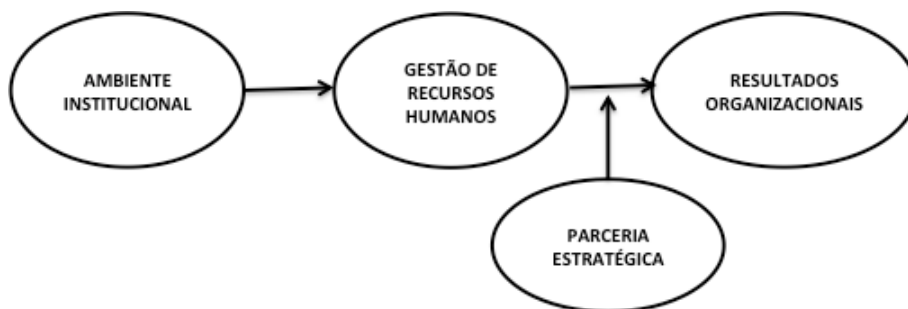 AMBIENTE
INSTITUCIONAL
GESTÃO DE
RECURSOS
HUMANOS
RESULTADOS
ORGANIZACIONAIS
PARCERIA
ESTRATÉGICA